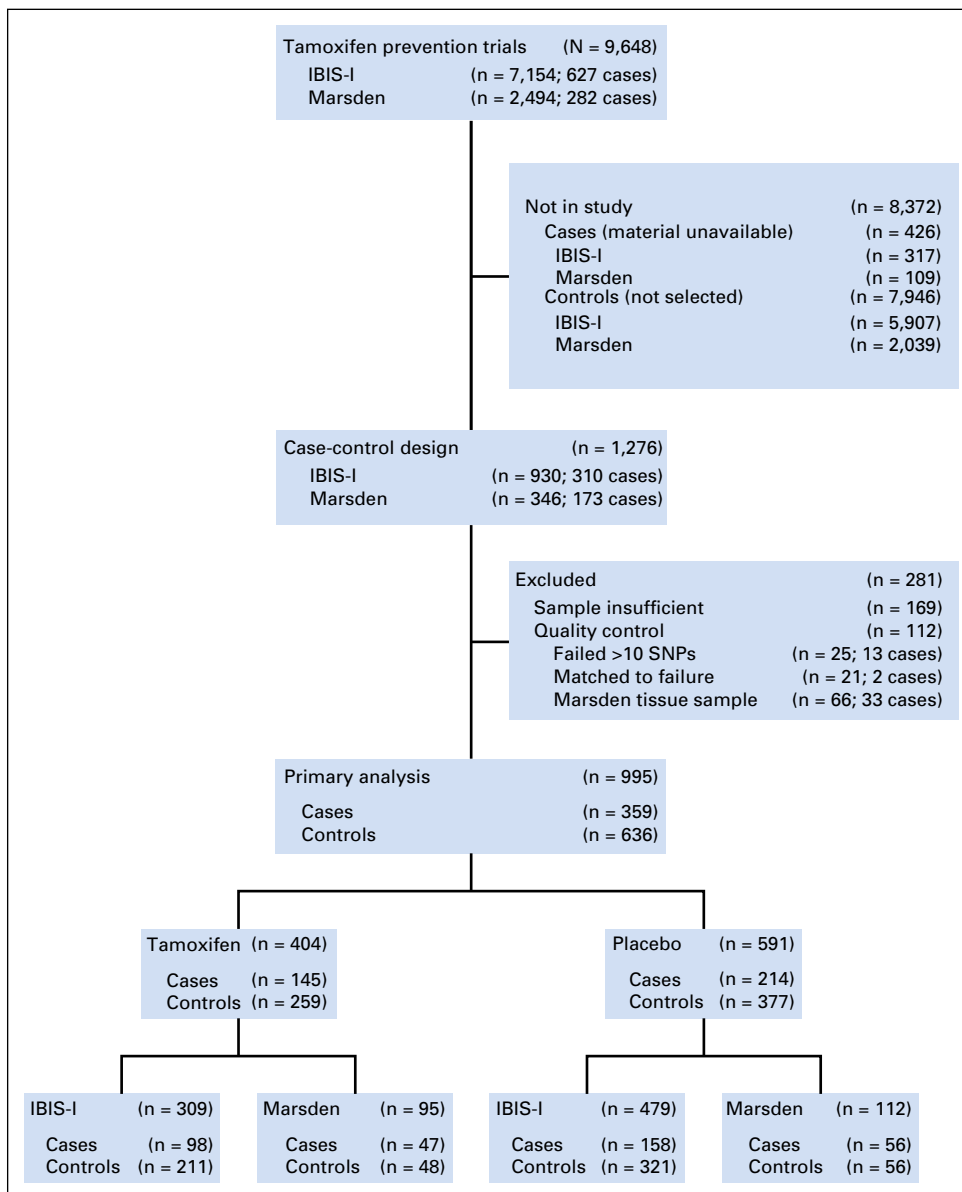 Tamoxifen prevention trials (N = 9,648)
IBIS-I (n = 7,154; 627 cases)
Marsden (n = 2,494; 282 cases)
Not in study (n = 8,372)
Cases (material unavailable) (n = 426)
IBIS-I (n = 317)
Marsden (n = 109)
Controls (not selected) (n = 7,946)
IBIS-I (n = 5,907)
Marsden (n = 2,039)
Case-control design (n = 1,276)
IBIS-I (n = 930; 310 cases)
Marsden (n = 346; 173 cases)
Excluded (n = 281)
Sample insufficient (n = 169)
Quality control (n = 112)
Failed >10 SNPs (n = 25; 13 cases)
Matched to failure (n = 21; 2 cases)
Marsden tissue sample (n = 66; 33 cases)
Primary analysis (n = 995)
Cases (n = 359)
Controls (n = 636)
Tamoxifen (n = 404)
Cases (n = 145)
Controls (n = 259)
Placebo (n = 591)
Cases (n = 214)
Controls (n = 377)
IBIS-I (n = 309)
Cases (n = 98)
Controls (n = 211)
Marsden (n = 95)
Cases (n = 47)
Controls (n = 48)
IBIS-I (n = 479)
Cases (n = 158)
Controls (n = 321)
Marsden (n = 112)
Cases (n = 56)
Controls (n = 56)